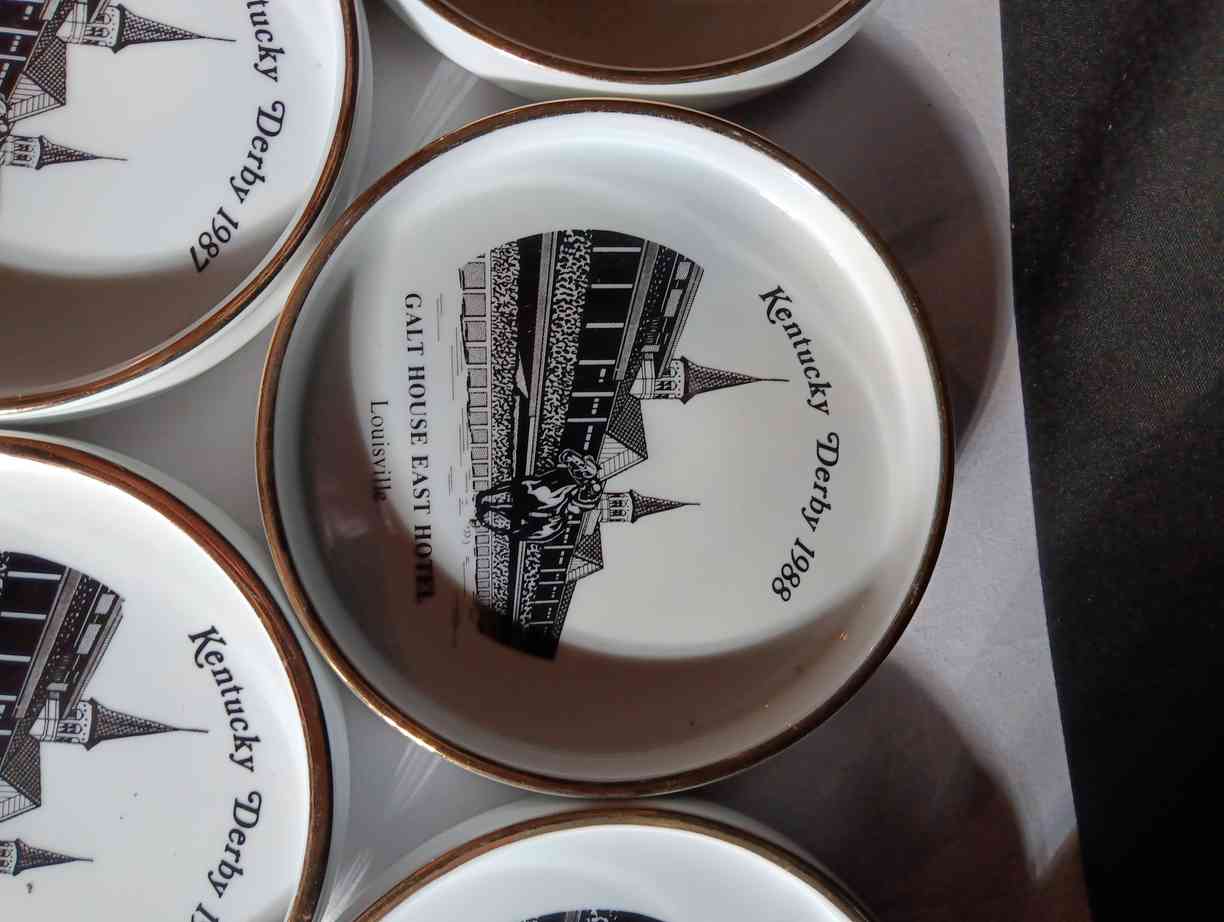 Kentucky Derby 1987
Kentucky Derby 1988
GALT HOUSE EAST HOTEL
Louisville
Kentucky Derby